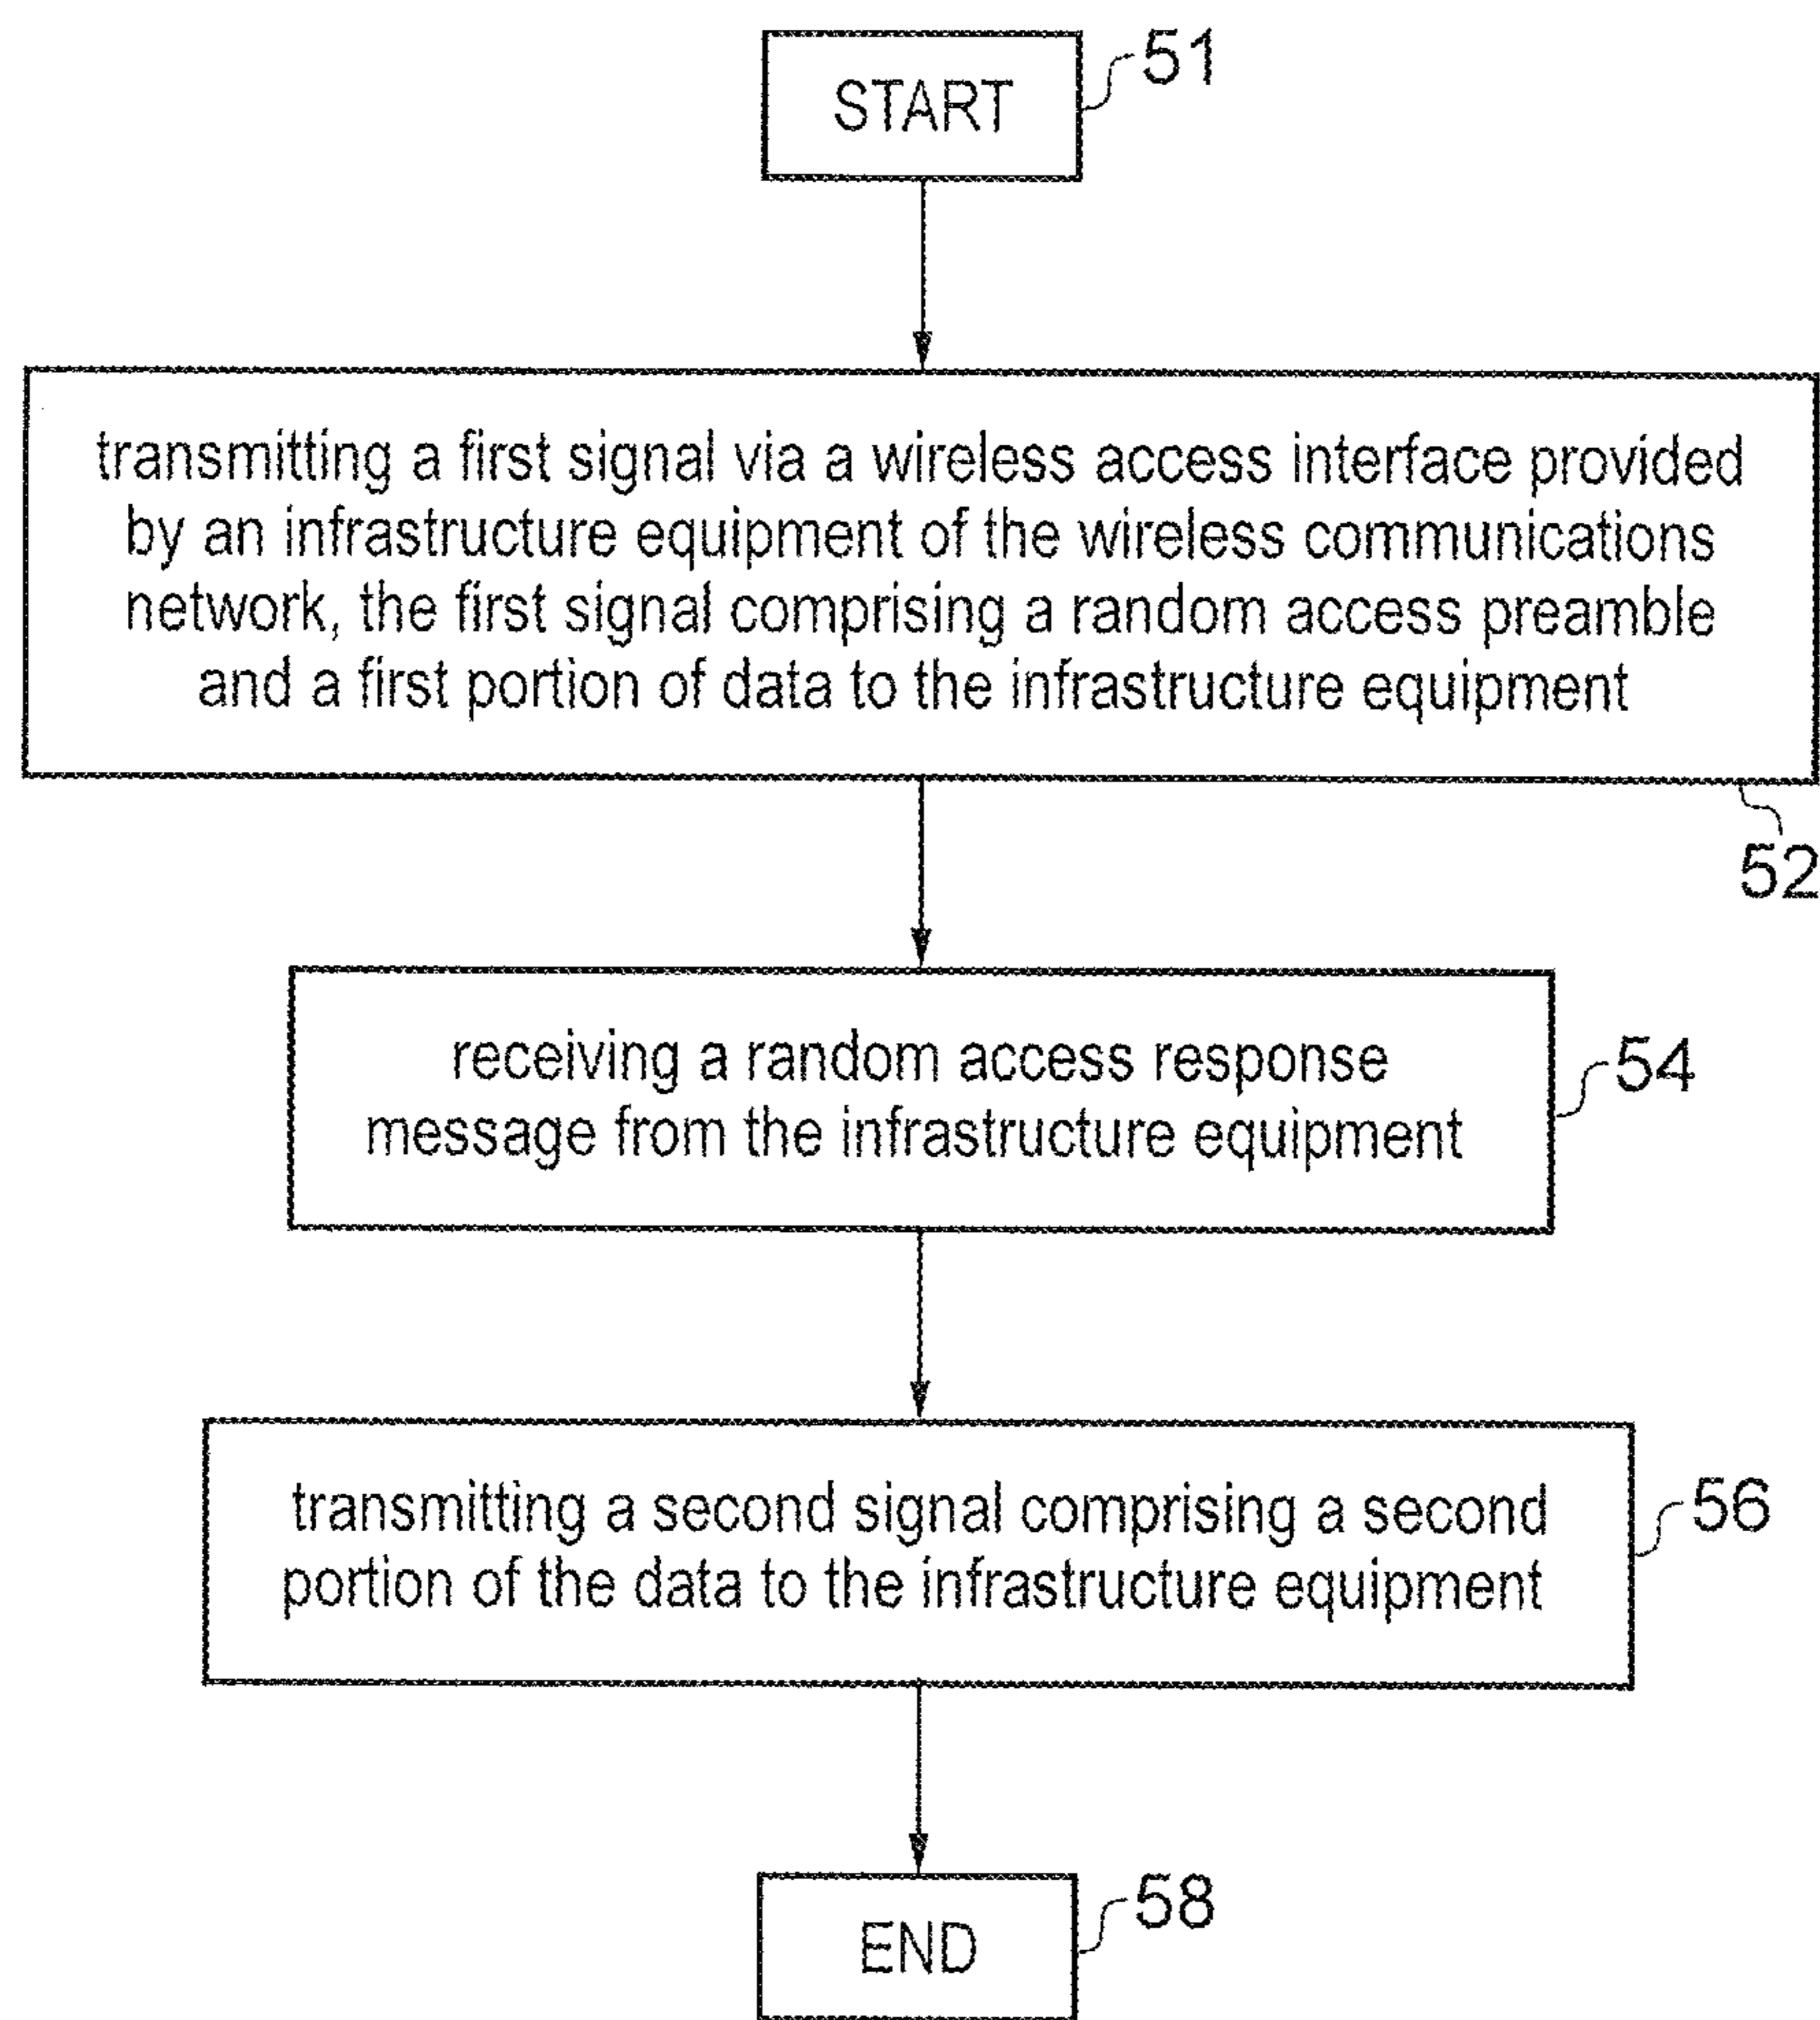 START
51
transmitting a first signal via a wireless access interface provided
by an infrastructure equipment of the wireless communications
network, the first signal comprising a random access preamble
and a first portion of data to the infrastructure equipment
52
receiving a random access response
message from the infrastructure equipment
54
transmitting a second signal comprising a second
portion of the data to the infrastructure equipment
56
END
58